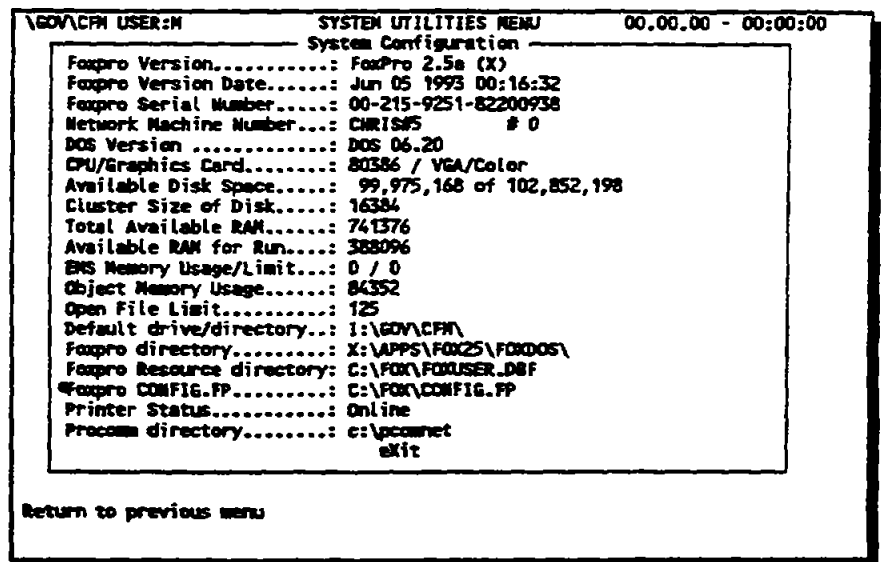 \GOV\CFM USER:M SYSTEM UTILITIES MENU 00.00.00 - 00:00:00
System Configuration
Foxpro Version...........: FoxPro 2.5a (X)
Foxpro Version Date......: Jun 05 1993 00:16:32
Foxpro Serial Number.....: 00-215-9251-82200938
Network Machine Number...: CHRIS#5 # 0
DOS Version .............: DOS 06.20
CPU/Graphics Card........: 80386 / VGA/Color
Available Disk Space.....: 99,975,168 of 102,852,198
Cluster Size of Disk.....: 16384
Total Available RAM......: 741376
Available RAM for Run....: 388096
EMS Memory Usage/Limit...: 0 / 0
Object Memory Usage......: 84352
Open File Limit..........: 125
Default drive/directory..: I:\GOV\CFM\
Foxpro directory.........: X:\APPS\FOX25\FOXDOS\
Foxpro Resource directory: C:\FOX\FOXUSER.DBF
Foxpro CONFIG.FP.........: C:\FOX\CONFIG.FP
Printer Status...........: Online
Procomm directory........: c:\pcomnet
eXit
Return to previous menu